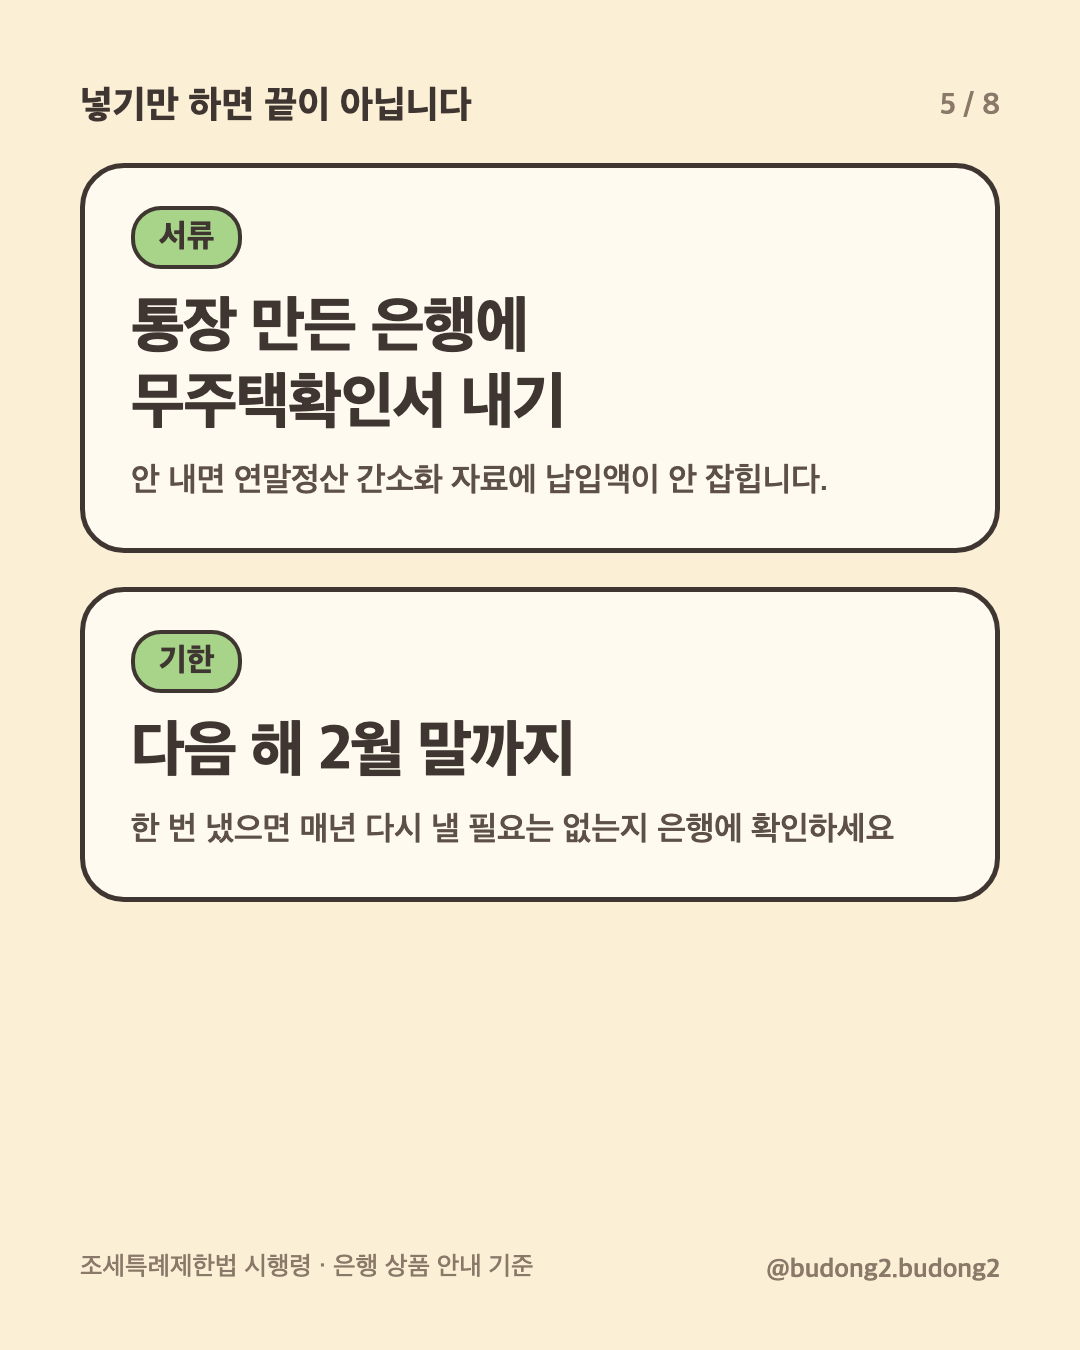 넣기만 하면 끝이 아닙니다
5 / 8
서류
통장 만든 은행에
무주택확인서 내기
안 내면 연말정산 간소화 자료에 납입액이 안 잡힙니다.
기한
다음 해 2월 말까지
한 번 냈으면 매년 다시 낼 필요는 없는지 은행에 확인하세요
조세특례제한법 시행령 · 은행 상품 안내 기준
@budong2.budong2